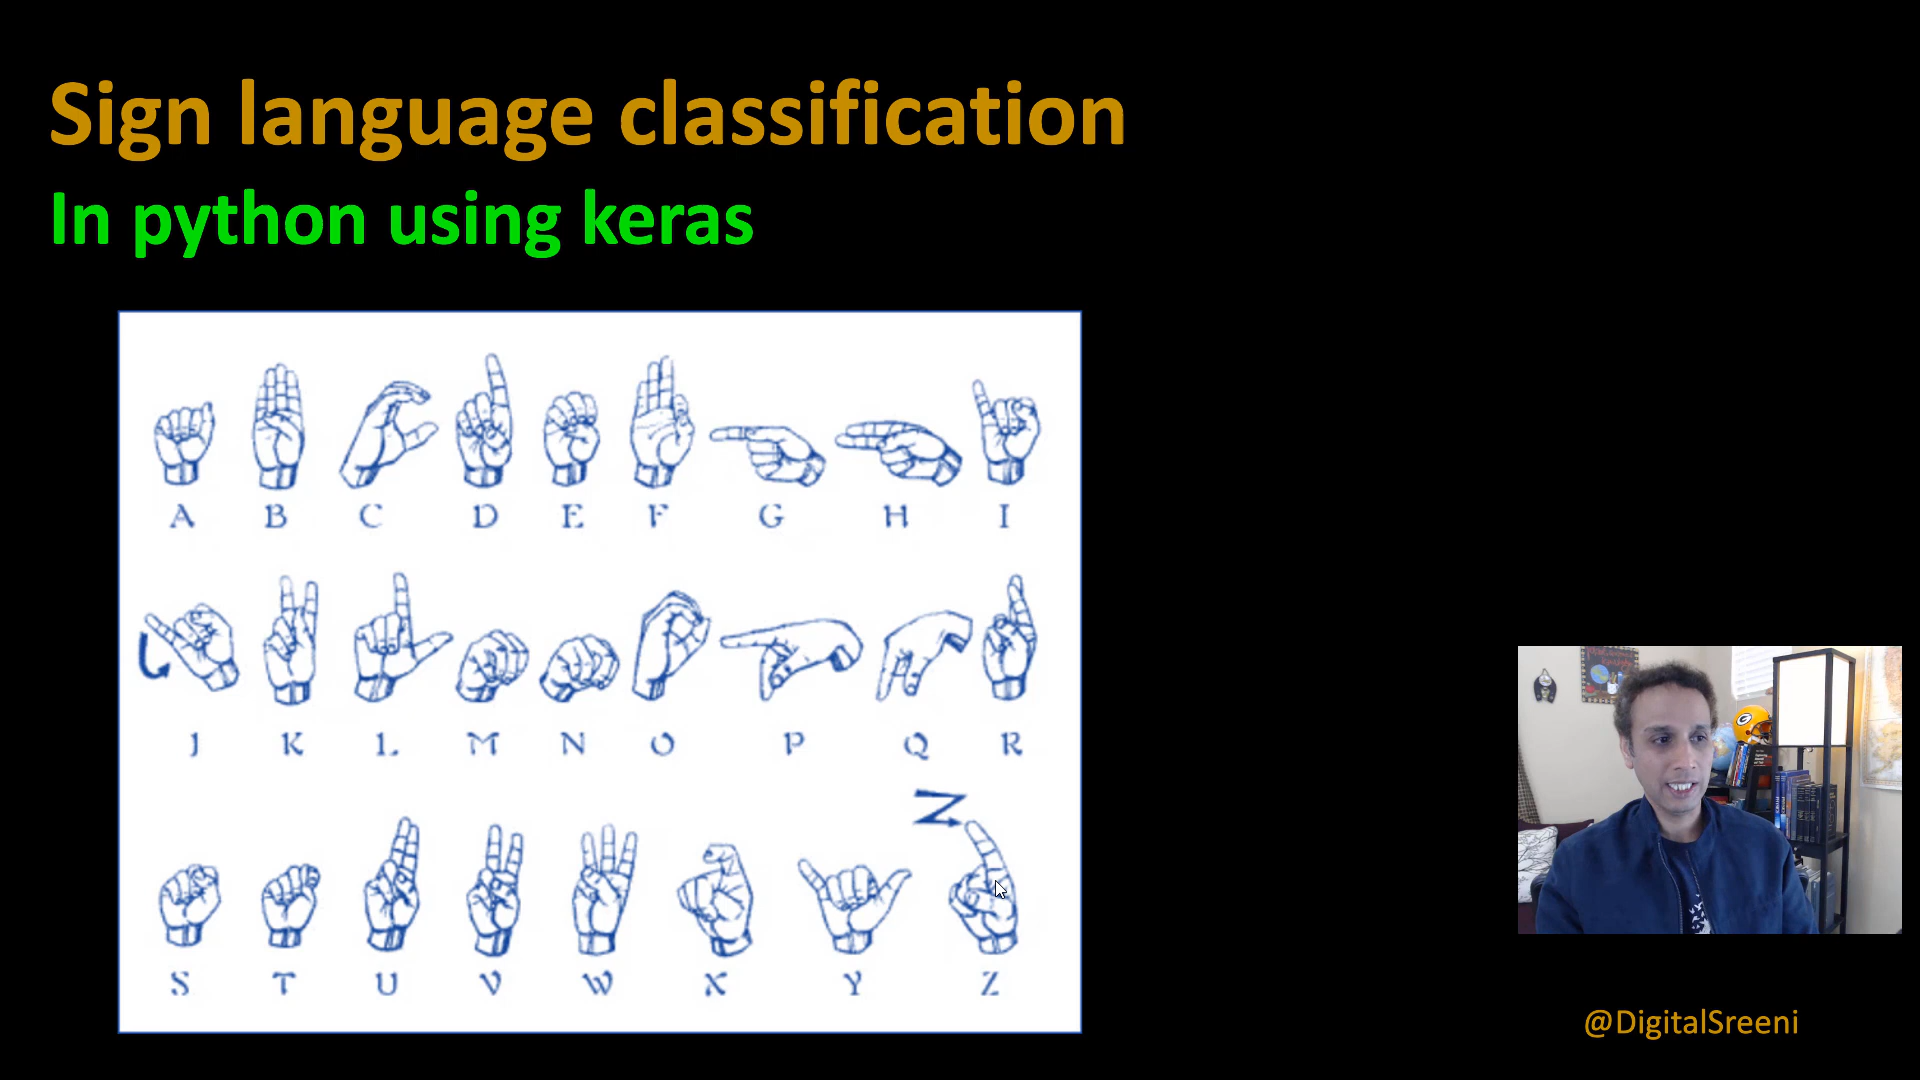 Sign language classification
In python using keras
A B C D E F G H I
J K L M N O P Q R
Z
S T U V W X Y Z
@DigitalSreeni